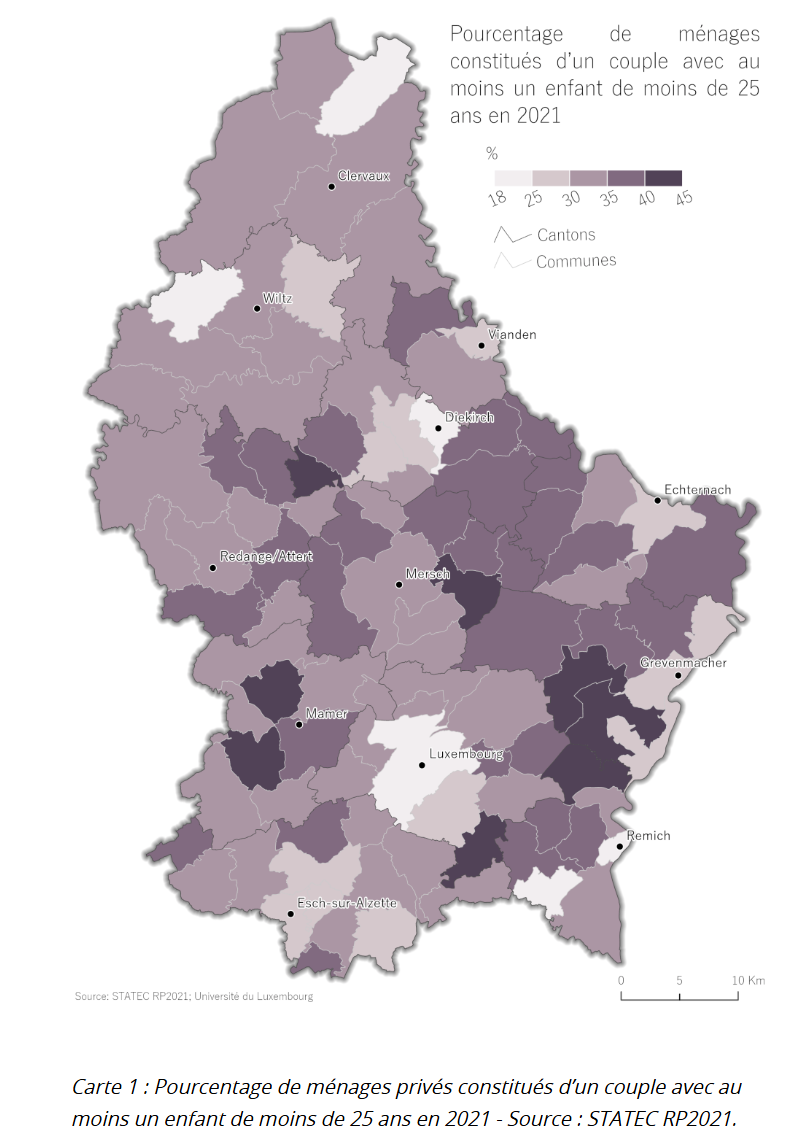 Pourcentage de ménages
constitués d’un couple avec au
moins un enfant de moins de 25
ans en 2021
%
18 25 30 35 40 45
Cantons
Communes
Clervaux
Wiltz
Vianden
Diekirch
Echternach
Redange/Attert
Mersch
Grevenmacher
Mamer
Luxembourg
Remich
Esch-sur-Alzette
0 5 10 Km
Source: STATEC RP2021; Université du Luxembourg
Carte 1 : Pourcentage de ménages privés constitués d’un couple avec au
moins un enfant de moins de 25 ans en 2021 - Source : STATEC RP2021.